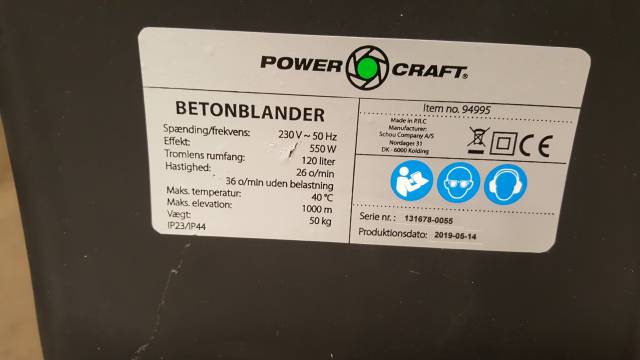 POWER CRAFT®
BETONBLANDER
Spænding/frekvens: 230 V ~ 50 Hz
Effekt: 550 W
Tromlens rumfang: 120 liter
Hastighed: 26 o/min
36 o/min uden belastning
Maks. temperatur: 40 °C
Maks. elevation: 1000 m
Vægt: 50 kg
IP23/IP44
Item no. 94995
Made in P.R.C
Manufacturer:
Schou Company A/S
Nordager 31
DK - 6000 Kolding
CE
Serie nr.: 131678-0055
Produktionsdato: 2019-05-14